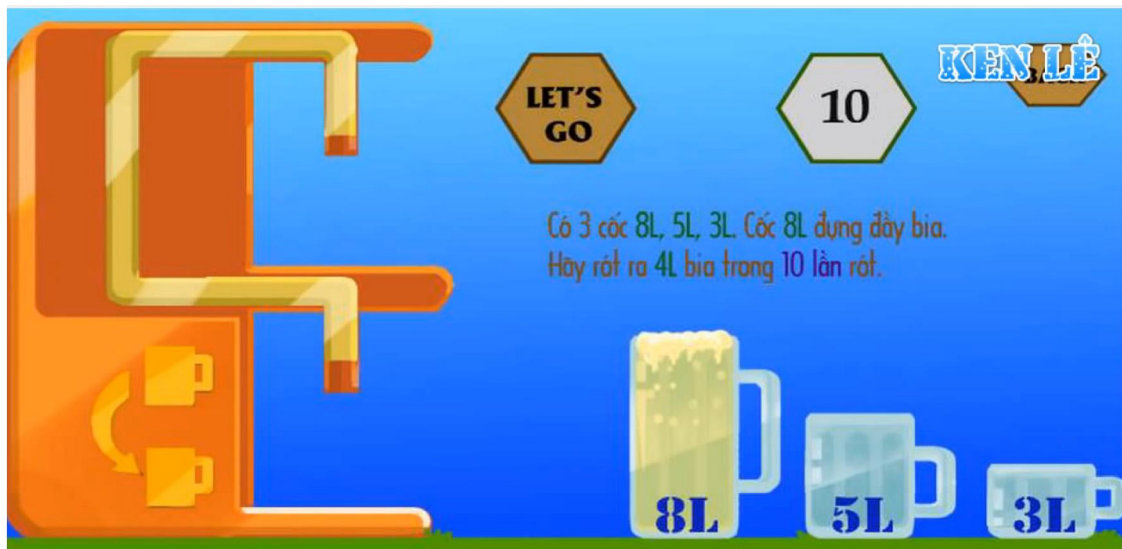 LET'S
GO
10
KEN LÊ
Có 3 cốc 8L, 5L, 3L. Cốc 8L đựng đầy bia.
Hãy rót ra 4L bia trong 10 lần rót.
8L
5L
3L